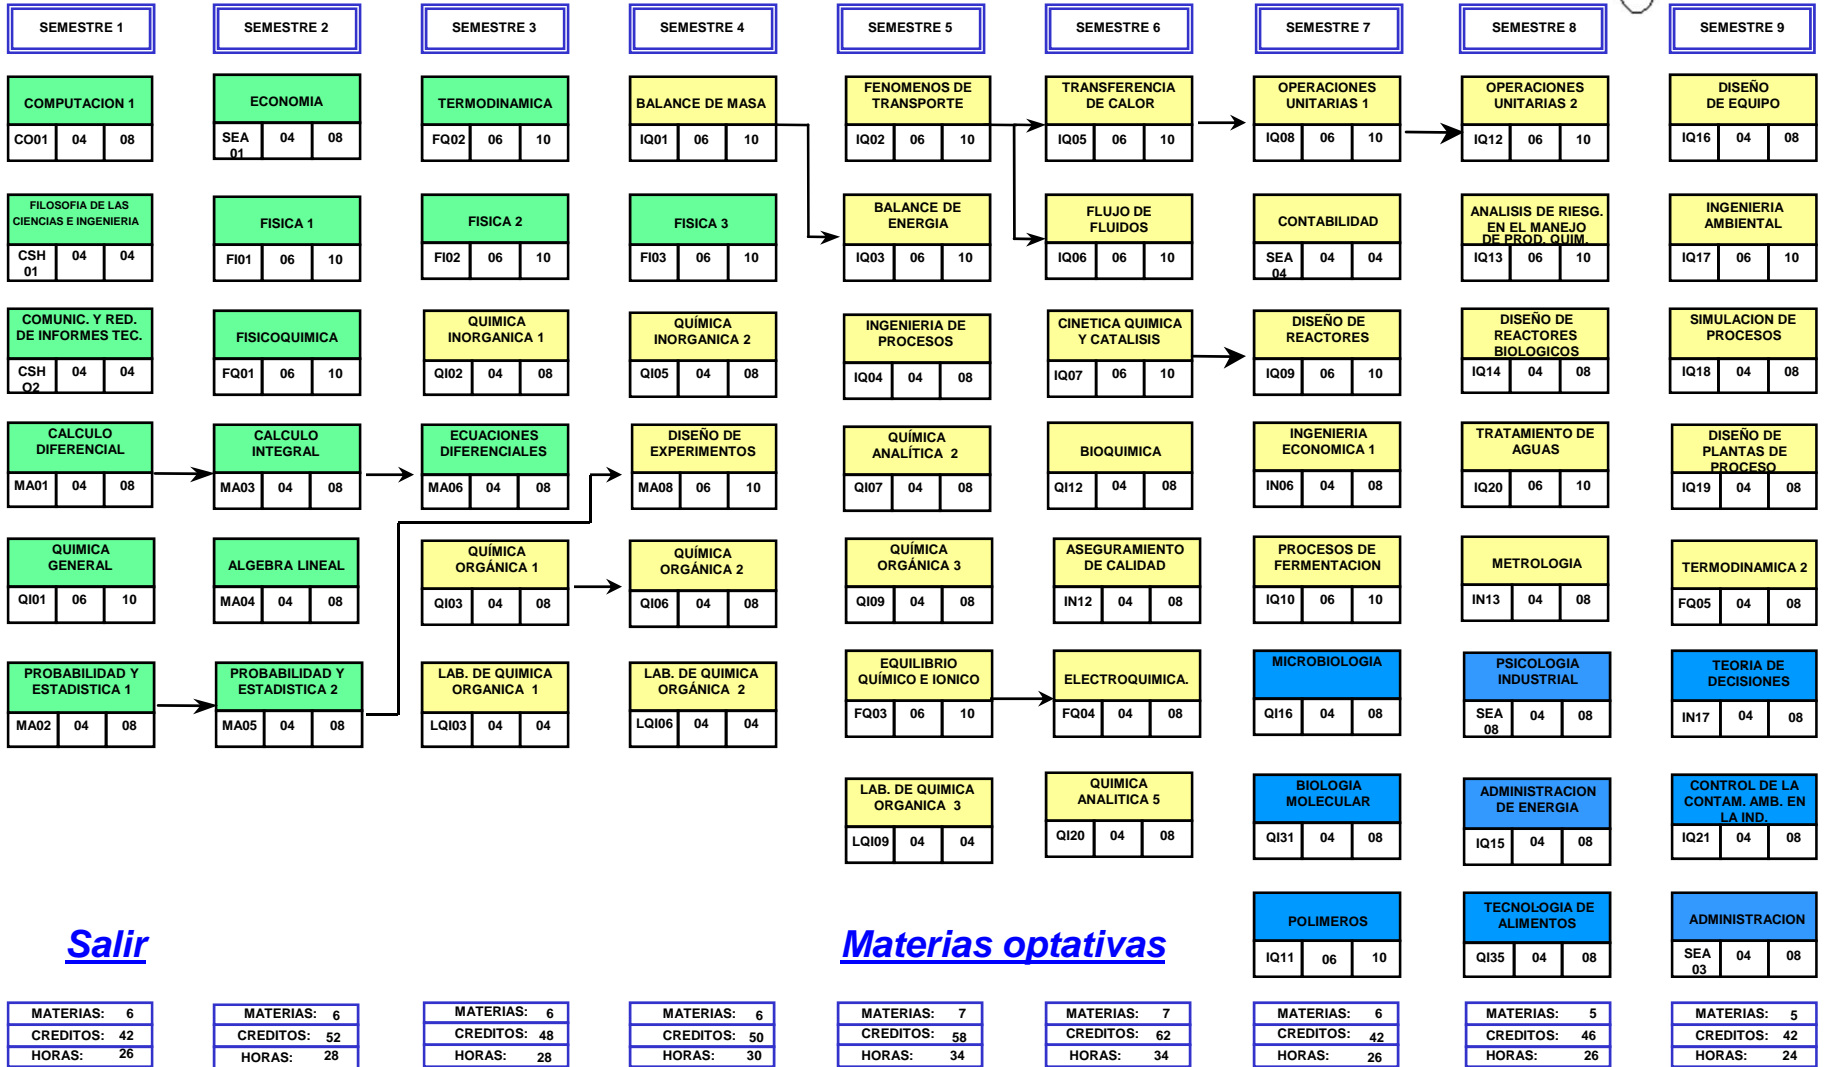 SEMESTRE 1
SEMESTRE 2
SEMESTRE 3
SEMESTRE 4
SEMESTRE 5
SEMESTRE 6
SEMESTRE 7
SEMESTRE 8
SEMESTRE 9
COMPUTACION 1
CO01 04 08
ECONOMIA
SEA 01 04 08
TERMODINAMICA
FQ02 06 10
BALANCE DE MASA
IQ01 06 10
FENOMENOS DE
TRANSPORTE
IQ02 06 10
TRANSFERENCIA
DE CALOR
IQ05 06 10
OPERACIONES
UNITARIAS 1
IQ08 06 10
OPERACIONES
UNITARIAS 2
IQ12 06 10
DISEÑO
DE EQUIPO
IQ16 04 08
FILOSOFIA DE LAS
CIENCIAS E INGENIERIA
CSH 01 04 04
FISICA 1
FI01 06 10
FISICA 2
FI02 06 10
FISICA 3
FI03 06 10
BALANCE DE
ENERGIA
IQ03 06 10
FLUJO DE
FLUIDOS
IQ06 06 10
CONTABILIDAD
SEA 04 04 04
ANALISIS DE RIESG.
EN EL MANEJO
DE PROD. QUIM.
IQ13 06 10
INGENIERIA
AMBIENTAL
IQ17 06 10
COMUNIC. Y RED.
DE INFORMES TEC.
CSH O2 04 04
FISICOQUIMICA
FQ01 06 10
QUIMICA
INORGANICA 1
QI02 04 08
QUÍMICA
INORGANICA 2
QI05 04 08
INGENIERIA DE
PROCESOS
IQ04 04 08
CINETICA QUIMICA
Y CATALISIS
IQ07 06 10
DISEÑO DE
REACTORES
IQ09 06 10
DISEÑO DE
REACTORES
BIOLOGICOS
IQ14 04 08
SIMULACION DE
PROCESOS
IQ18 04 08
CALCULO
DIFERENCIAL
MA01 04 08
CALCULO
INTEGRAL
MA03 04 08
ECUACIONES
DIFERENCIALES
MA06 04 08
DISEÑO DE
EXPERIMENTOS
MA08 06 10
QUÍMICA
ANALÍTICA 2
QI07 04 08
BIOQUIMICA
QI12 04 08
INGENIERIA
ECONOMICA 1
IN06 04 08
TRATAMIENTO DE
AGUAS
IQ20 06 10
DISEÑO DE
PLANTAS DE
PROCESO
IQ19 04 08
QUIMICA
GENERAL
QI01 06 10
ALGEBRA LINEAL
MA04 04 08
QUÍMICA
ORGÁNICA 1
QI03 04 08
QUÍMICA
ORGÁNICA 2
QI06 04 08
QUÍMICA
ORGÁNICA 3
QI09 04 08
ASEGURAMIENTO
DE CALIDAD
IN12 04 08
PROCESOS DE
FERMENTACION
IQ10 06 10
METROLOGIA
IN13 04 08
TERMODINAMICA 2
FQ05 04 08
PROBABILIDAD Y
ESTADISTICA 1
MA02 04 08
PROBABILIDAD Y
ESTADISTICA 2
MA05 04 08
LAB. DE QUIMICA
ORGANICA 1
LQI03 04 04
LAB. DE QUIMICA
ORGÁNICA 2
LQI06 04 04
EQUILIBRIO
QUÍMICO E IONICO
FQ03 06 10
ELECTROQUIMICA.
FQ04 04 08
MICROBIOLOGIA
QI16 04 08
PSICOLOGIA
INDUSTRIAL
SEA 08 04 08
TEORIA DE
DECISIONES
IN17 04 08
LAB. DE QUIMICA
ORGANICA 3
LQI09 04 04
QUIMICA
ANALITICA 5
QI20 04 08
BIOLOGIA
MOLECULAR
QI31 04 08
ADMINISTRACION
DE ENERGIA
IQ15 04 08
CONTROL DE LA
CONTAM. AMB. EN
LA IND.
IQ21 04 08
POLIMEROS
IQ11 06 10
TECNOLOGIA DE
ALIMENTOS
QI35 04 08
ADMINISTRACION
SEA 03 04 08
Salir
Materias optativas
MATERIAS: 6
CREDITOS: 42
HORAS: 26
MATERIAS: 6
CREDITOS: 52
HORAS: 28
MATERIAS: 6
CREDITOS: 48
HORAS: 28
MATERIAS: 6
CREDITOS: 50
HORAS: 30
MATERIAS: 7
CREDITOS: 58
HORAS: 34
MATERIAS: 7
CREDITOS: 62
HORAS: 34
MATERIAS: 6
CREDITOS: 42
HORAS: 26
MATERIAS: 5
CREDITOS: 46
HORAS: 26
MATERIAS: 5
CREDITOS: 42
HORAS: 24